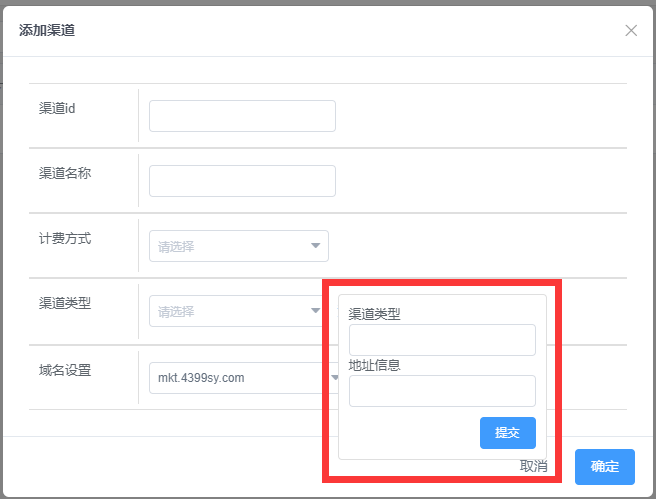 添加渠道
渠道id
渠道名称
计费方式
请选择
渠道类型
请选择
域名设置
mkt.4399sy.com
渠道类型
地址信息
提交
取消
确定